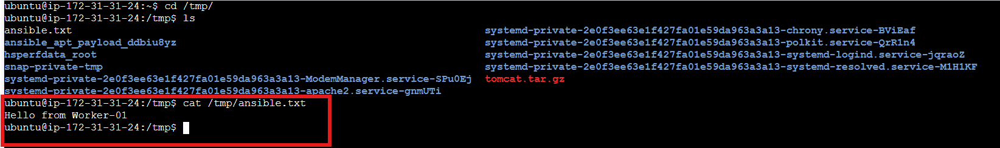 ubuntu@ip-172-31-31-24:~$ cd /tmp/
ubuntu@ip-172-31-31-24:/tmp$ ls
ansible.txt systemd-private-2e0f3ee63e1f427fa01e59da963a3a13-chrony.service-BViEaf
ansible_apt_payload_ddbiu8yz systemd-private-2e0f3ee63e1f427fa01e59da963a3a13-polkit.service-QrR1n4
hsperfdata_root systemd-private-2e0f3ee63e1f427fa01e59da963a3a13-systemd-logind.service-jqraoZ
snap-private-tmp systemd-private-2e0f3ee63e1f427fa01e59da963a3a13-systemd-resolved.service-M1H1KF
systemd-private-2e0f3ee63e1f427fa01e59da963a3a13-ModemManager.service-SPu0Ej tomcat.tar.gz
systemd-private-2e0f3ee63e1f427fa01e59da963a3a13-apache2.service-gnmUTi
ubuntu@ip-172-31-31-24:/tmp$ cat /tmp/ansible.txt
Hello from Worker-01
ubuntu@ip-172-31-31-24:/tmp$